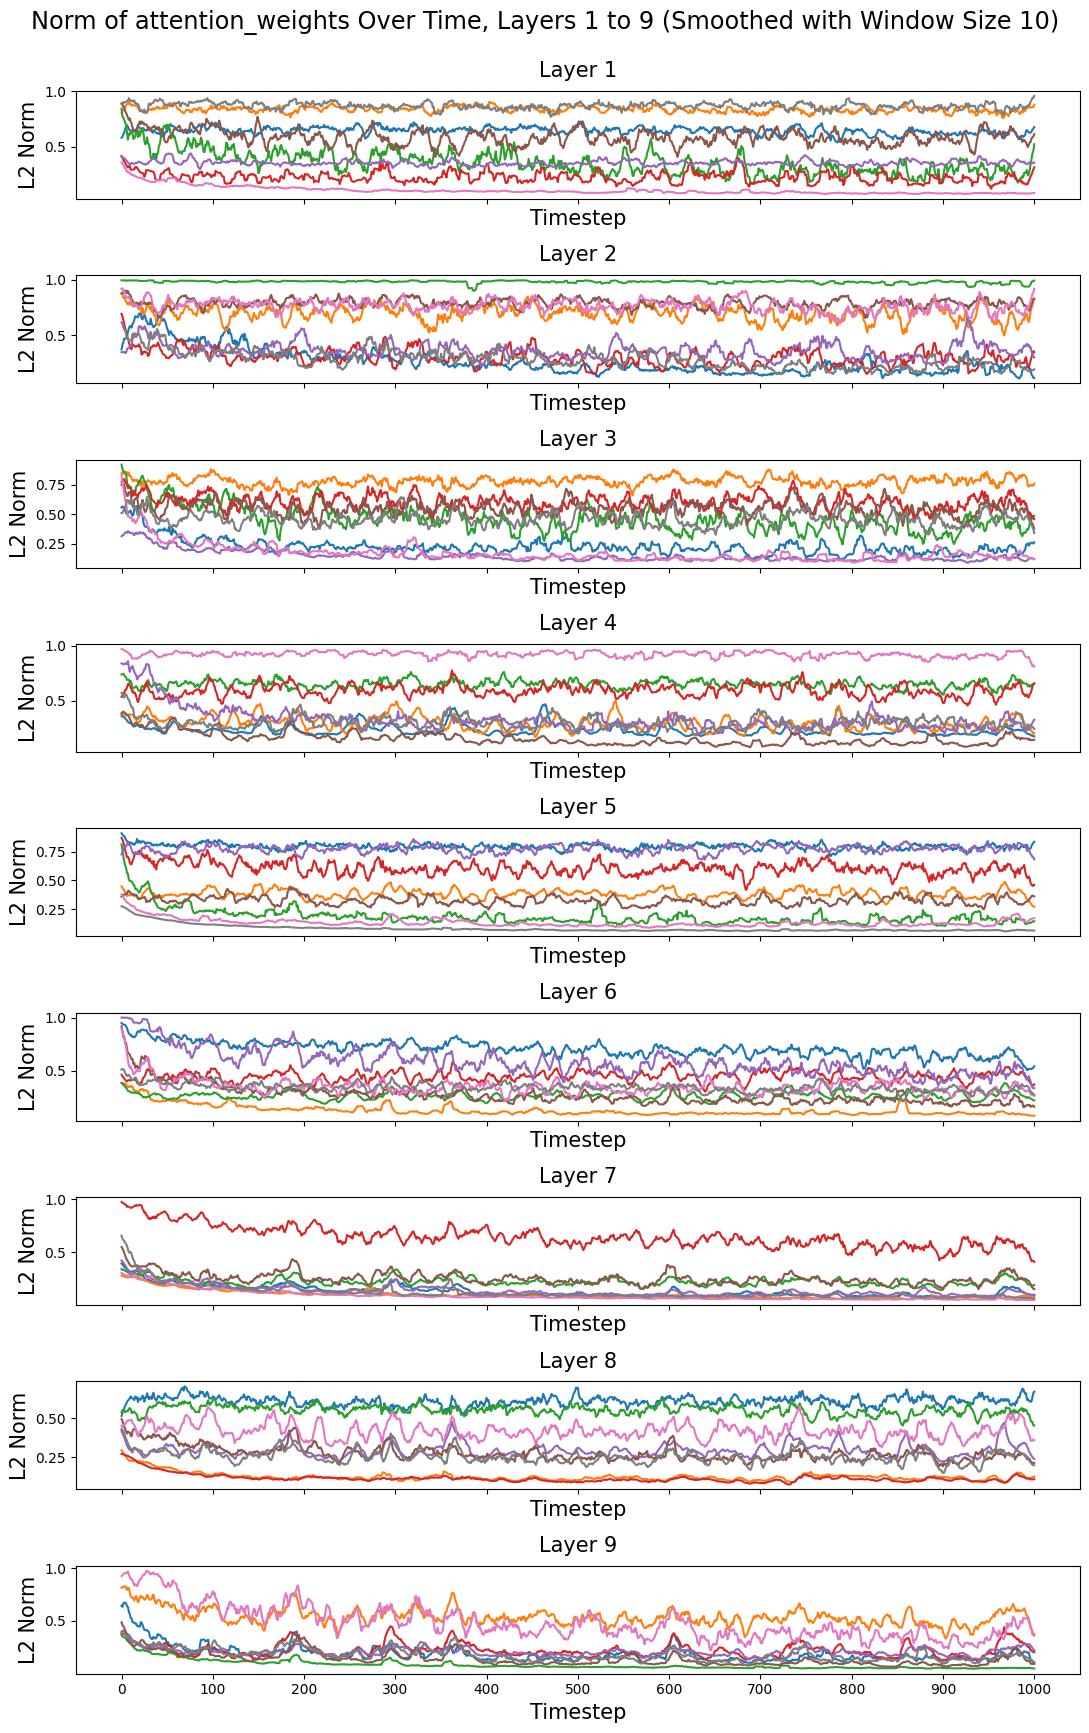 Norm of attention_weights Over Time, Layers 1 to 9 (Smoothed with Window Size 10)
Layer 1
1.0
0.5
L2 Norm
Timestep
Layer 2
1.0
0.5
L2 Norm
Timestep
Layer 3
0.75
0.50
0.25
L2 Norm
Timestep
Layer 4
1.0
0.5
L2 Norm
Timestep
Layer 5
0.75
0.50
0.25
L2 Norm
Timestep
Layer 6
1.0
0.5
L2 Norm
Timestep
Layer 7
1.0
0.5
L2 Norm
Timestep
Layer 8
0.50
0.25
L2 Norm
Timestep
Layer 9
1.0
0.5
L2 Norm
0 100 200 300 400 500 600 700 800 900 1000
Timestep